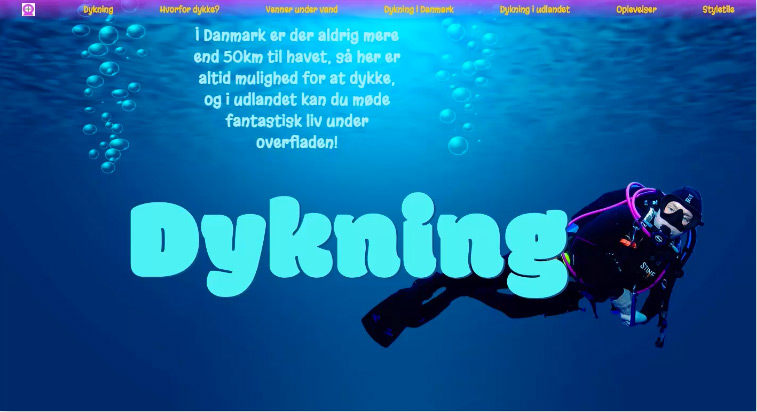 Dykning Hvorfor dykke? Venner under vand Dykning i Danmark Dykning i udlandet Oplevelser Styletile
I Danmark er der aldrig mere
end 50km til havet, så her er
altid mulighed for at dykke,
og i udlandet kan du møde
fantastisk liv under
overfladen!
Dykning
STINE